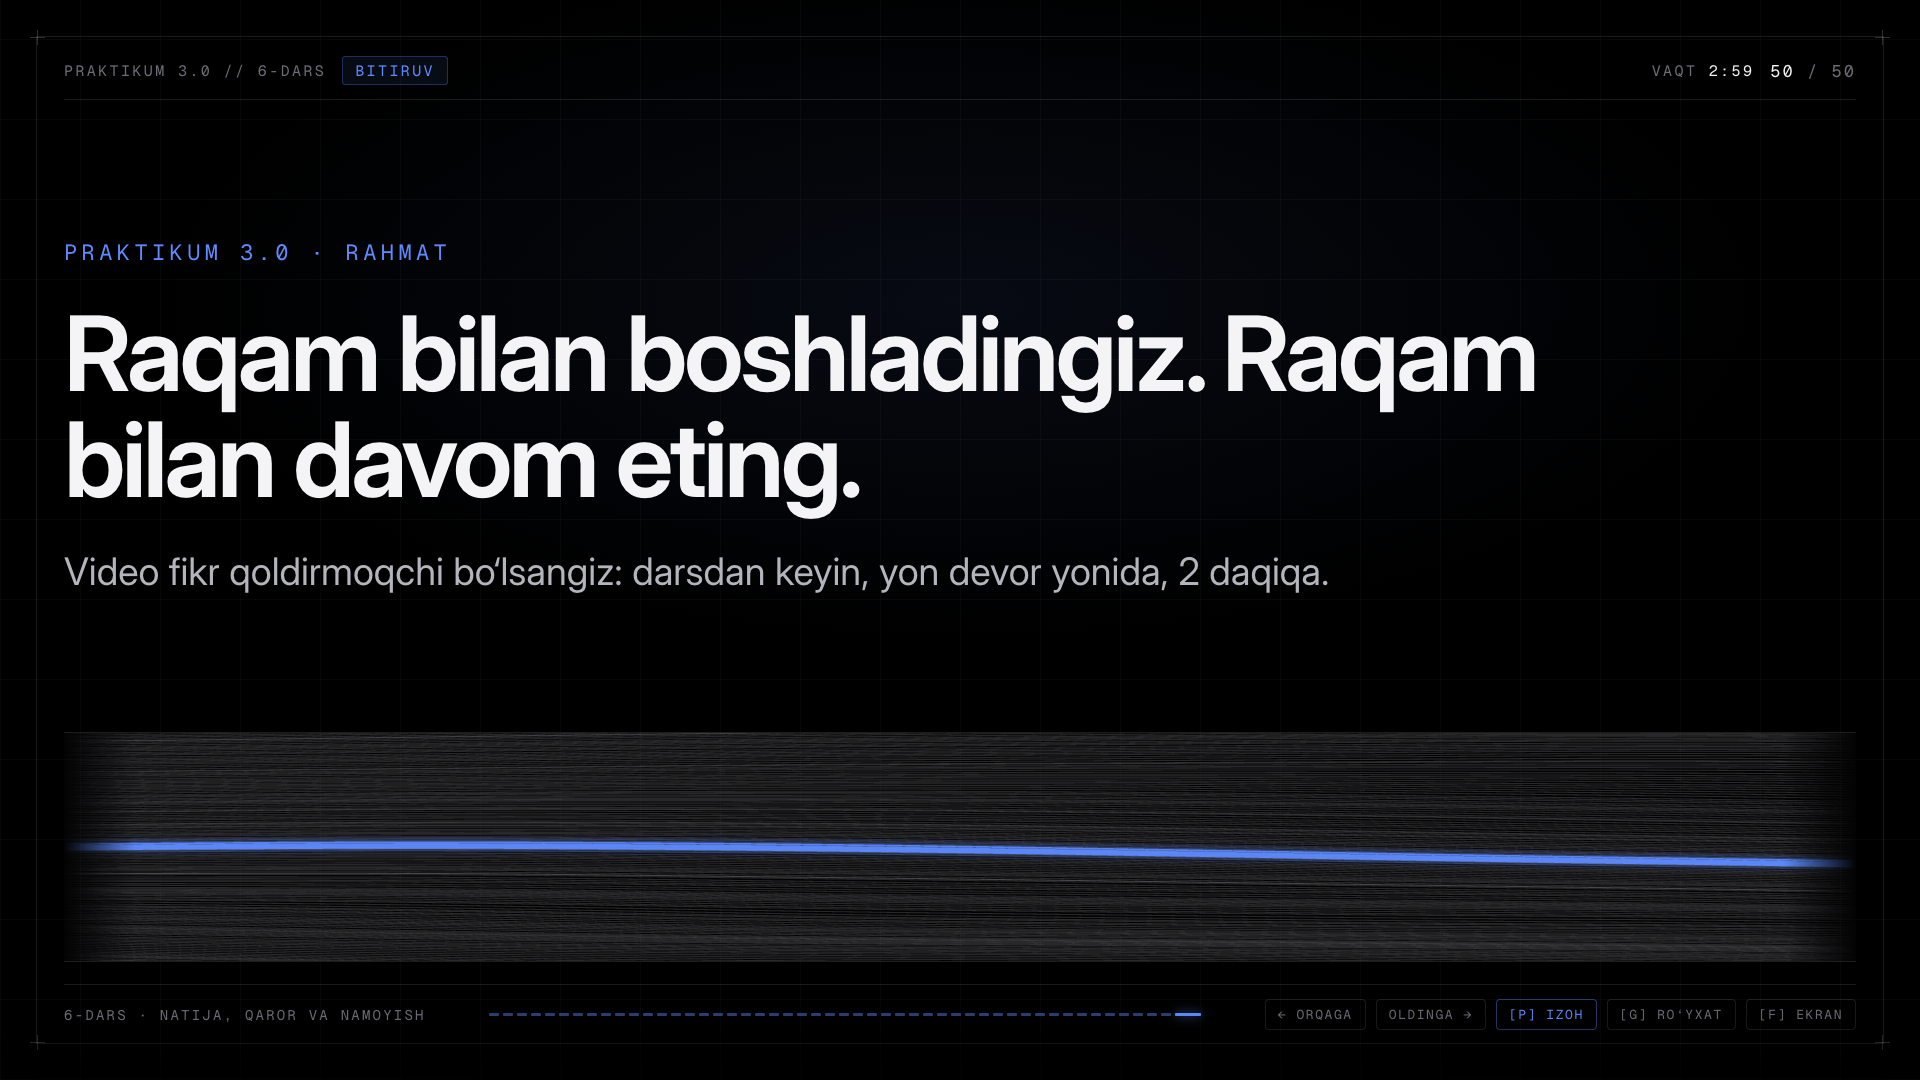 PRAKTIKUM 3.0 // 6-DARS BITIRUV
VAQT 2:59 50 / 50
PRAKTIKUM 3.0 · RAHMAT
Raqam bilan boshladingiz. Raqam
bilan davom eting.
Video fikr qoldirmoqchi bo‘lsangiz: darsdan keyin, yon devor yonida, 2 daqiqa.
6-DARS · NATIJA, QAROR VA NAMOYISH
← ORQAGA OLDINGA → [P] IZOH [G] RO‘YXAT [F] EKRAN